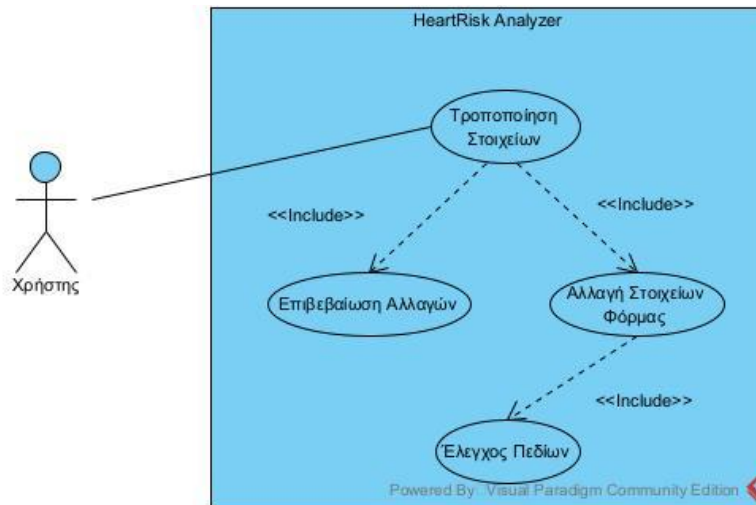 HeartRisk Analyzer
Τροποποίηση
Στοιχείων
<<Include>>
<<Include>>
Χρήστης
Επιβεβαίωση Αλλαγών
Αλλαγή Στοιχείων
Φόρμας
<<Include>>
Έλεγχος Πεδίων
Powered By Visual Paradigm Community Edition